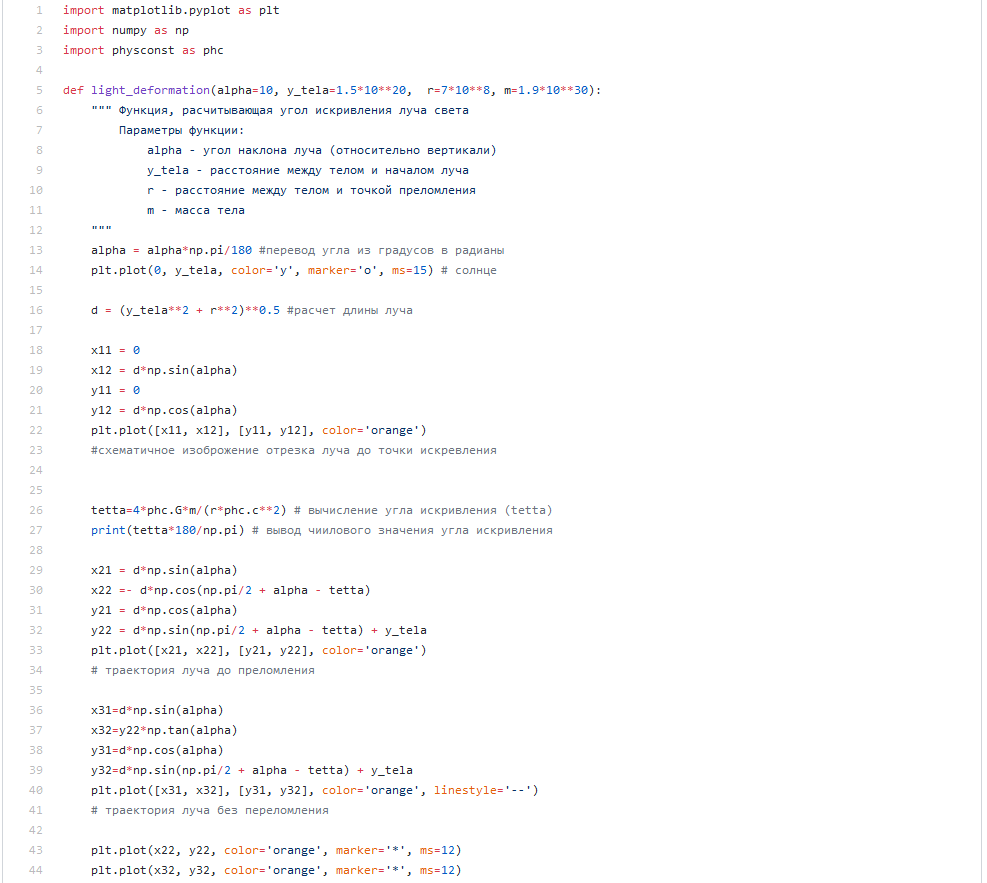 1 import matplotlib.pyplot as plt
2 import numpy as np
3 import physconst as phc
4
5 def light_deformation(alpha=10, y_tela=1.5*10**20,  r=7*10**8, m=1.9*10**30):
6     """ Функция, расчитывающая угол искривления луча света
7         Параметры функции:
8             alpha - угол наклона луча (относительно вертикали)
9             y_tela - расстояние между телом и началом луча
10             r - расстояние между телом и точкой преломления
11             m - масса тела
12     """
13     alpha = alpha*np.pi/180 #перевод угла из градусов в радианы
14     plt.plot(0, y_tela, color='y', marker='o', ms=15) # солнце
15
16     d = (y_tela**2 + r**2)**0.5 #расчет длины луча
17
18     x11 = 0
19     x12 = d*np.sin(alpha)
20     y11 = 0
21     y12 = d*np.cos(alpha)
22     plt.plot([x11, x12], [y11, y12], color='orange')
23     #схематичное изоброжение отрезка луча до точки искревления
24
25
26     tetta=4*phc.G*m/(r*phc.c**2) # вычисление угла искривления (tetta)
27     print(tetta*180/np.pi) # вывод чиилового значения угла искривления
28
29     x21 = d*np.sin(alpha)
30     x22 =- d*np.cos(np.pi/2 + alpha - tetta)
31     y21 = d*np.cos(alpha)
32     y22 = d*np.sin(np.pi/2 + alpha - tetta) + y_tela
33     plt.plot([x21, x22], [y21, y22], color='orange')
34     # траектория луча до преломления
35
36     x31=d*np.sin(alpha)
37     x32=y22*np.tan(alpha)
38     y31=d*np.cos(alpha)
39     y32=d*np.sin(np.pi/2 + alpha - tetta) + y_tela
40     plt.plot([x31, x32], [y31, y32], color='orange', linestyle='--')
41     # траектория луча без переломления
42
43     plt.plot(x22, y22, color='orange', marker='*', ms=12)
44     plt.plot(x32, y32, color='orange', marker='*', ms=12)